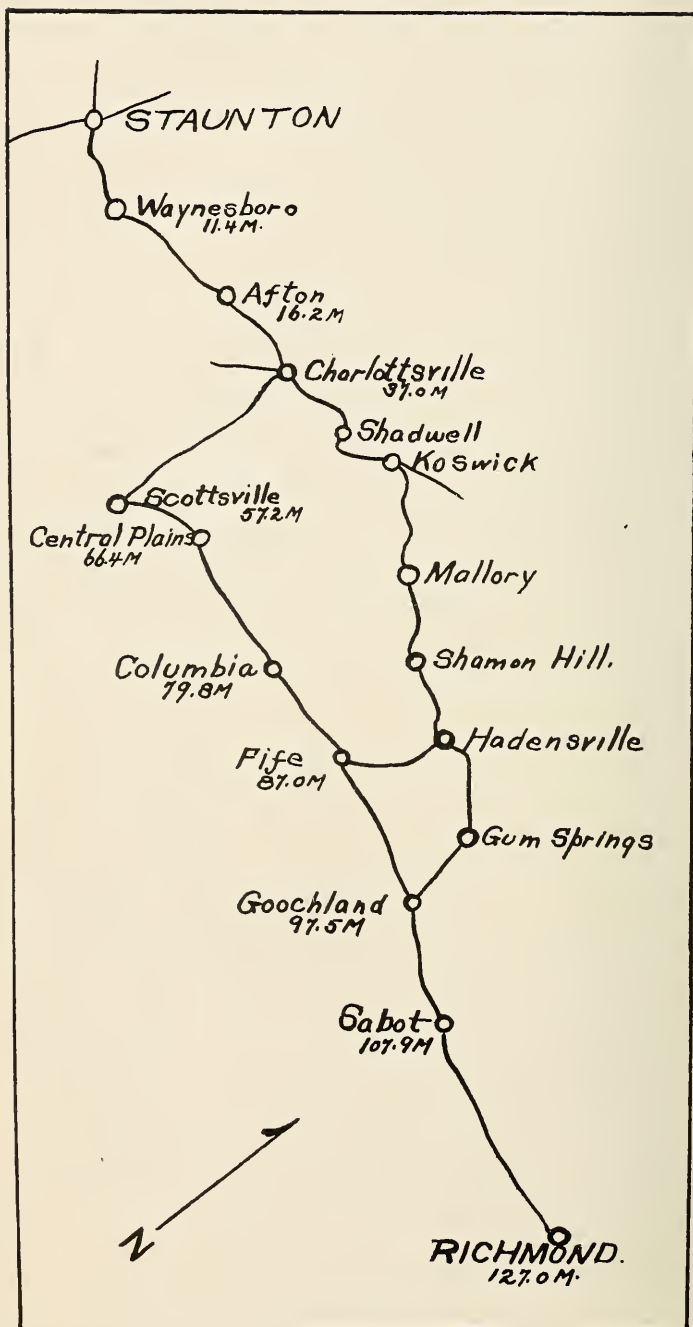 STAUNTON
Waynesboro
11.4M.
Afton
16.2M
Charlottsville
37.0M
Shadwell
Koswick
Scottsville
57.2M
Central Plains
66.4M
Mallory
Columbia
79.8M
Shamon Hill.
Hadensville
Fife
87.0M
Gum Springs
Goochland
97.5M
Sabot
107.9M
N
RICHMOND.
127.0M.